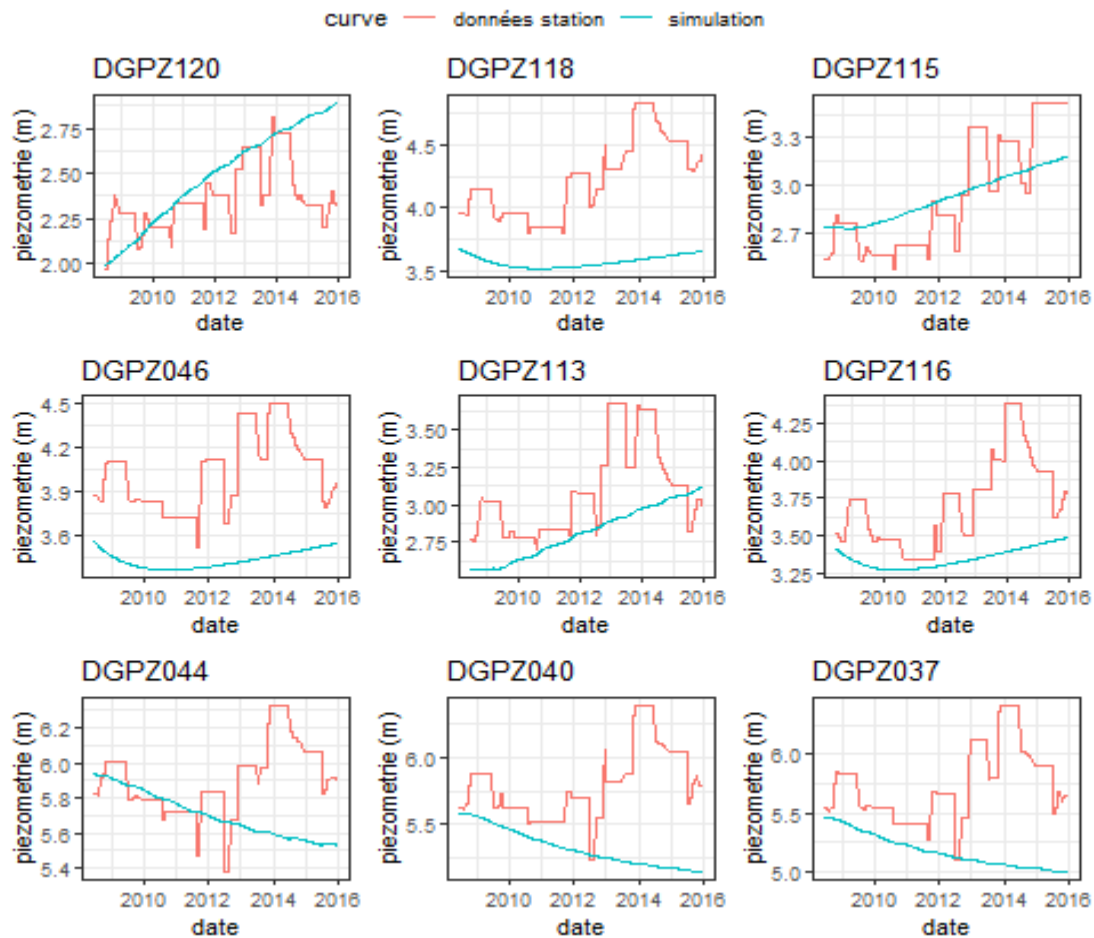 curve données station simulation
DGPZ120 DGPZ118 DGPZ115
piezometrie (m) piezometrie (m) piezometrie (m)
2.75 4.5 3.3
2.50 4.0 3.0
2.25 3.5 2.7
2.00
2010 2012 2014 2016 2010 2012 2014 2016 2010 2012 2014 2016
date date date
DGPZ046 DGPZ113 DGPZ116
piezometrie (m) piezometrie (m) piezometrie (m)
4.5 3.50 4.25
4.2 3.25 4.00
3.9 3.00 3.75
3.6 2.75 3.50
3.25
2010 2012 2014 2016 2010 2012 2014 2016 2010 2012 2014 2016
date date date
DGPZ044 DGPZ040 DGPZ037
piezometrie (m) piezometrie (m) piezometrie (m)
6.2 6.0 6.0
6.0 5.5 5.5
5.8 5.0
5.6
5.4
2010 2012 2014 2016 2010 2012 2014 2016 2010 2012 2014 2016
date date date